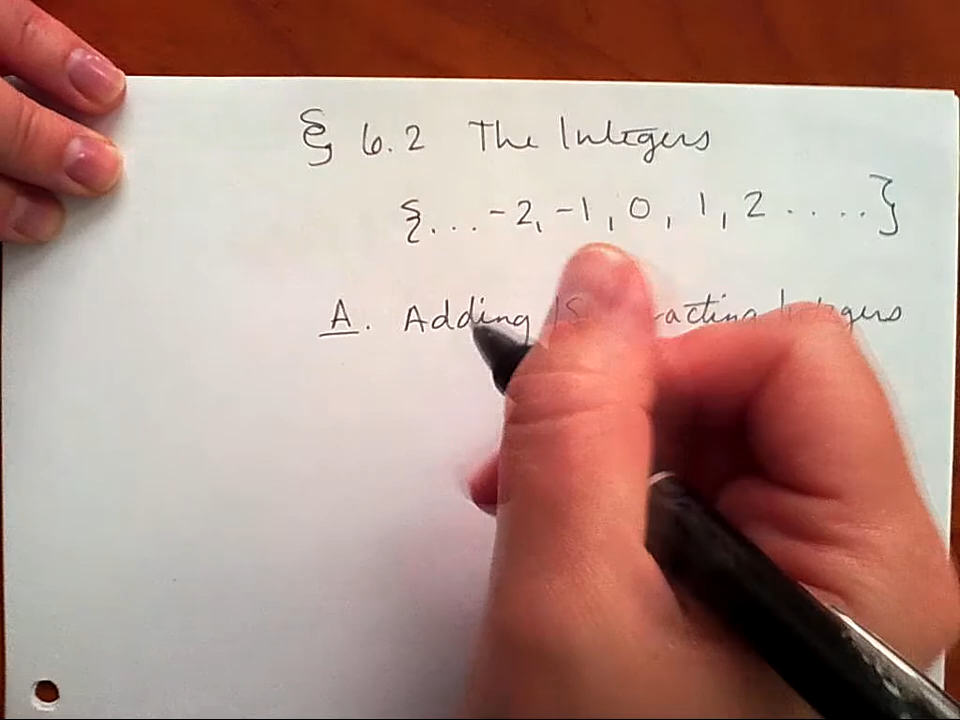 § 6.2 The Integers
{... -2, -1, 0, 1, 2 .....}
A. Adding